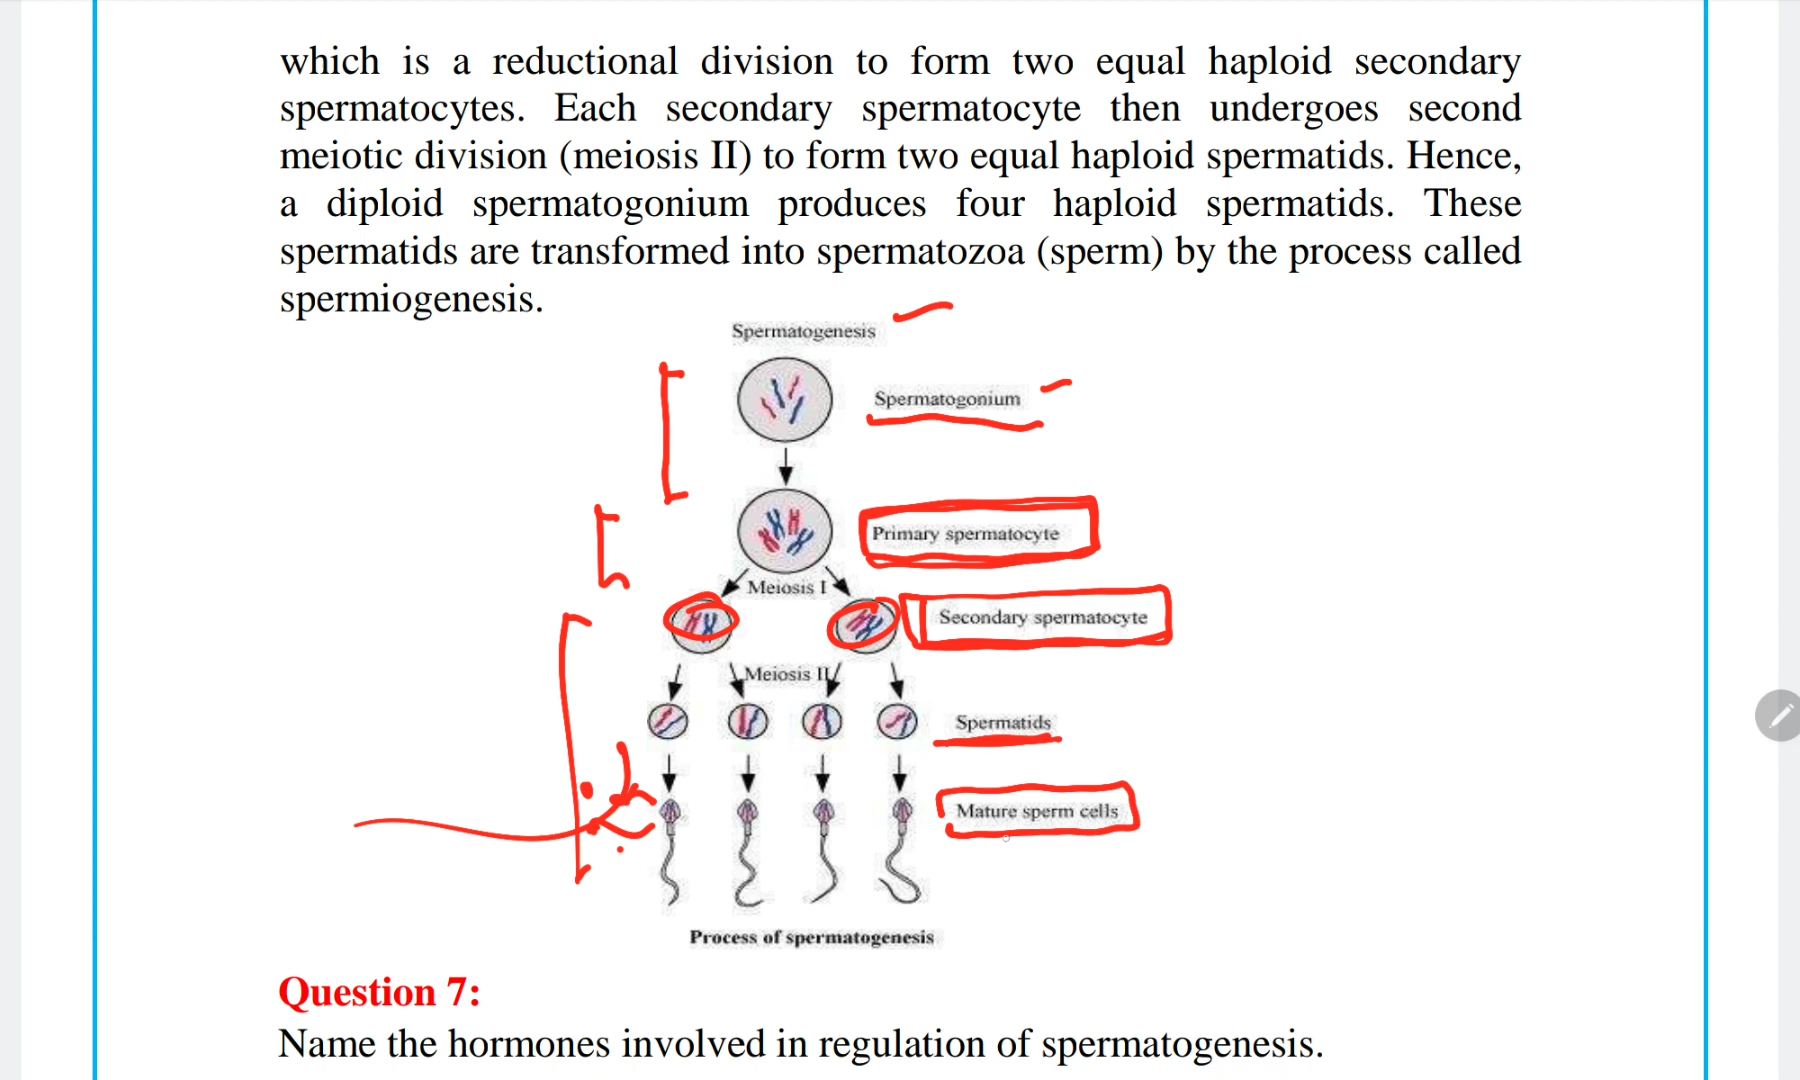 which is a reductional division to form two equal haploid secondary
spermatocytes. Each secondary spermatocyte then undergoes second
meiotic division (meiosis II) to form two equal haploid spermatids. Hence,
a diploid spermatogonium produces four haploid spermatids. These
spermatids are transformed into spermatozoa (sperm) by the process called
spermiogenesis.
Spermatogenesis
Spermatogonium
Primary spermatocyte
Meiosis I
Secondary spermatocyte
Meiosis II
Spermatids
Mature sperm cells
Process of spermatogenesis
Question 7:
Name the hormones involved in regulation of spermatogenesis.